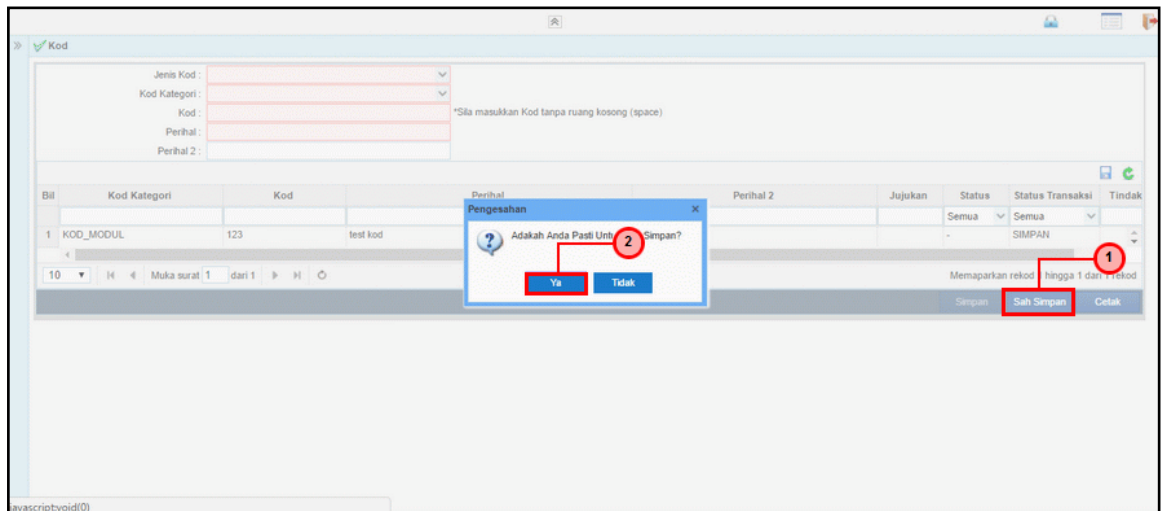 Kod
Jenis Kod :
Kod Kategori :
Kod :
*Sila masukkan Kod tanpa ruang kosong (space)
Perihal :
Perihal 2 :
Bil Kod Kategori Kod Perihal Perihal 2 Jujukan Status Status Transaksi Tindak
Semua Semua
1 KOD_MODUL 123 test kod - SIMPAN
Pengesahan
Adakah Anda Pasti Simpan?
2
Ya Tidak
1
10 Muka surat 1 dari 1
Memaparkan rekod hingga 1 dari rekod
Simpan Sah Simpan Cetak
javascript:void(0)